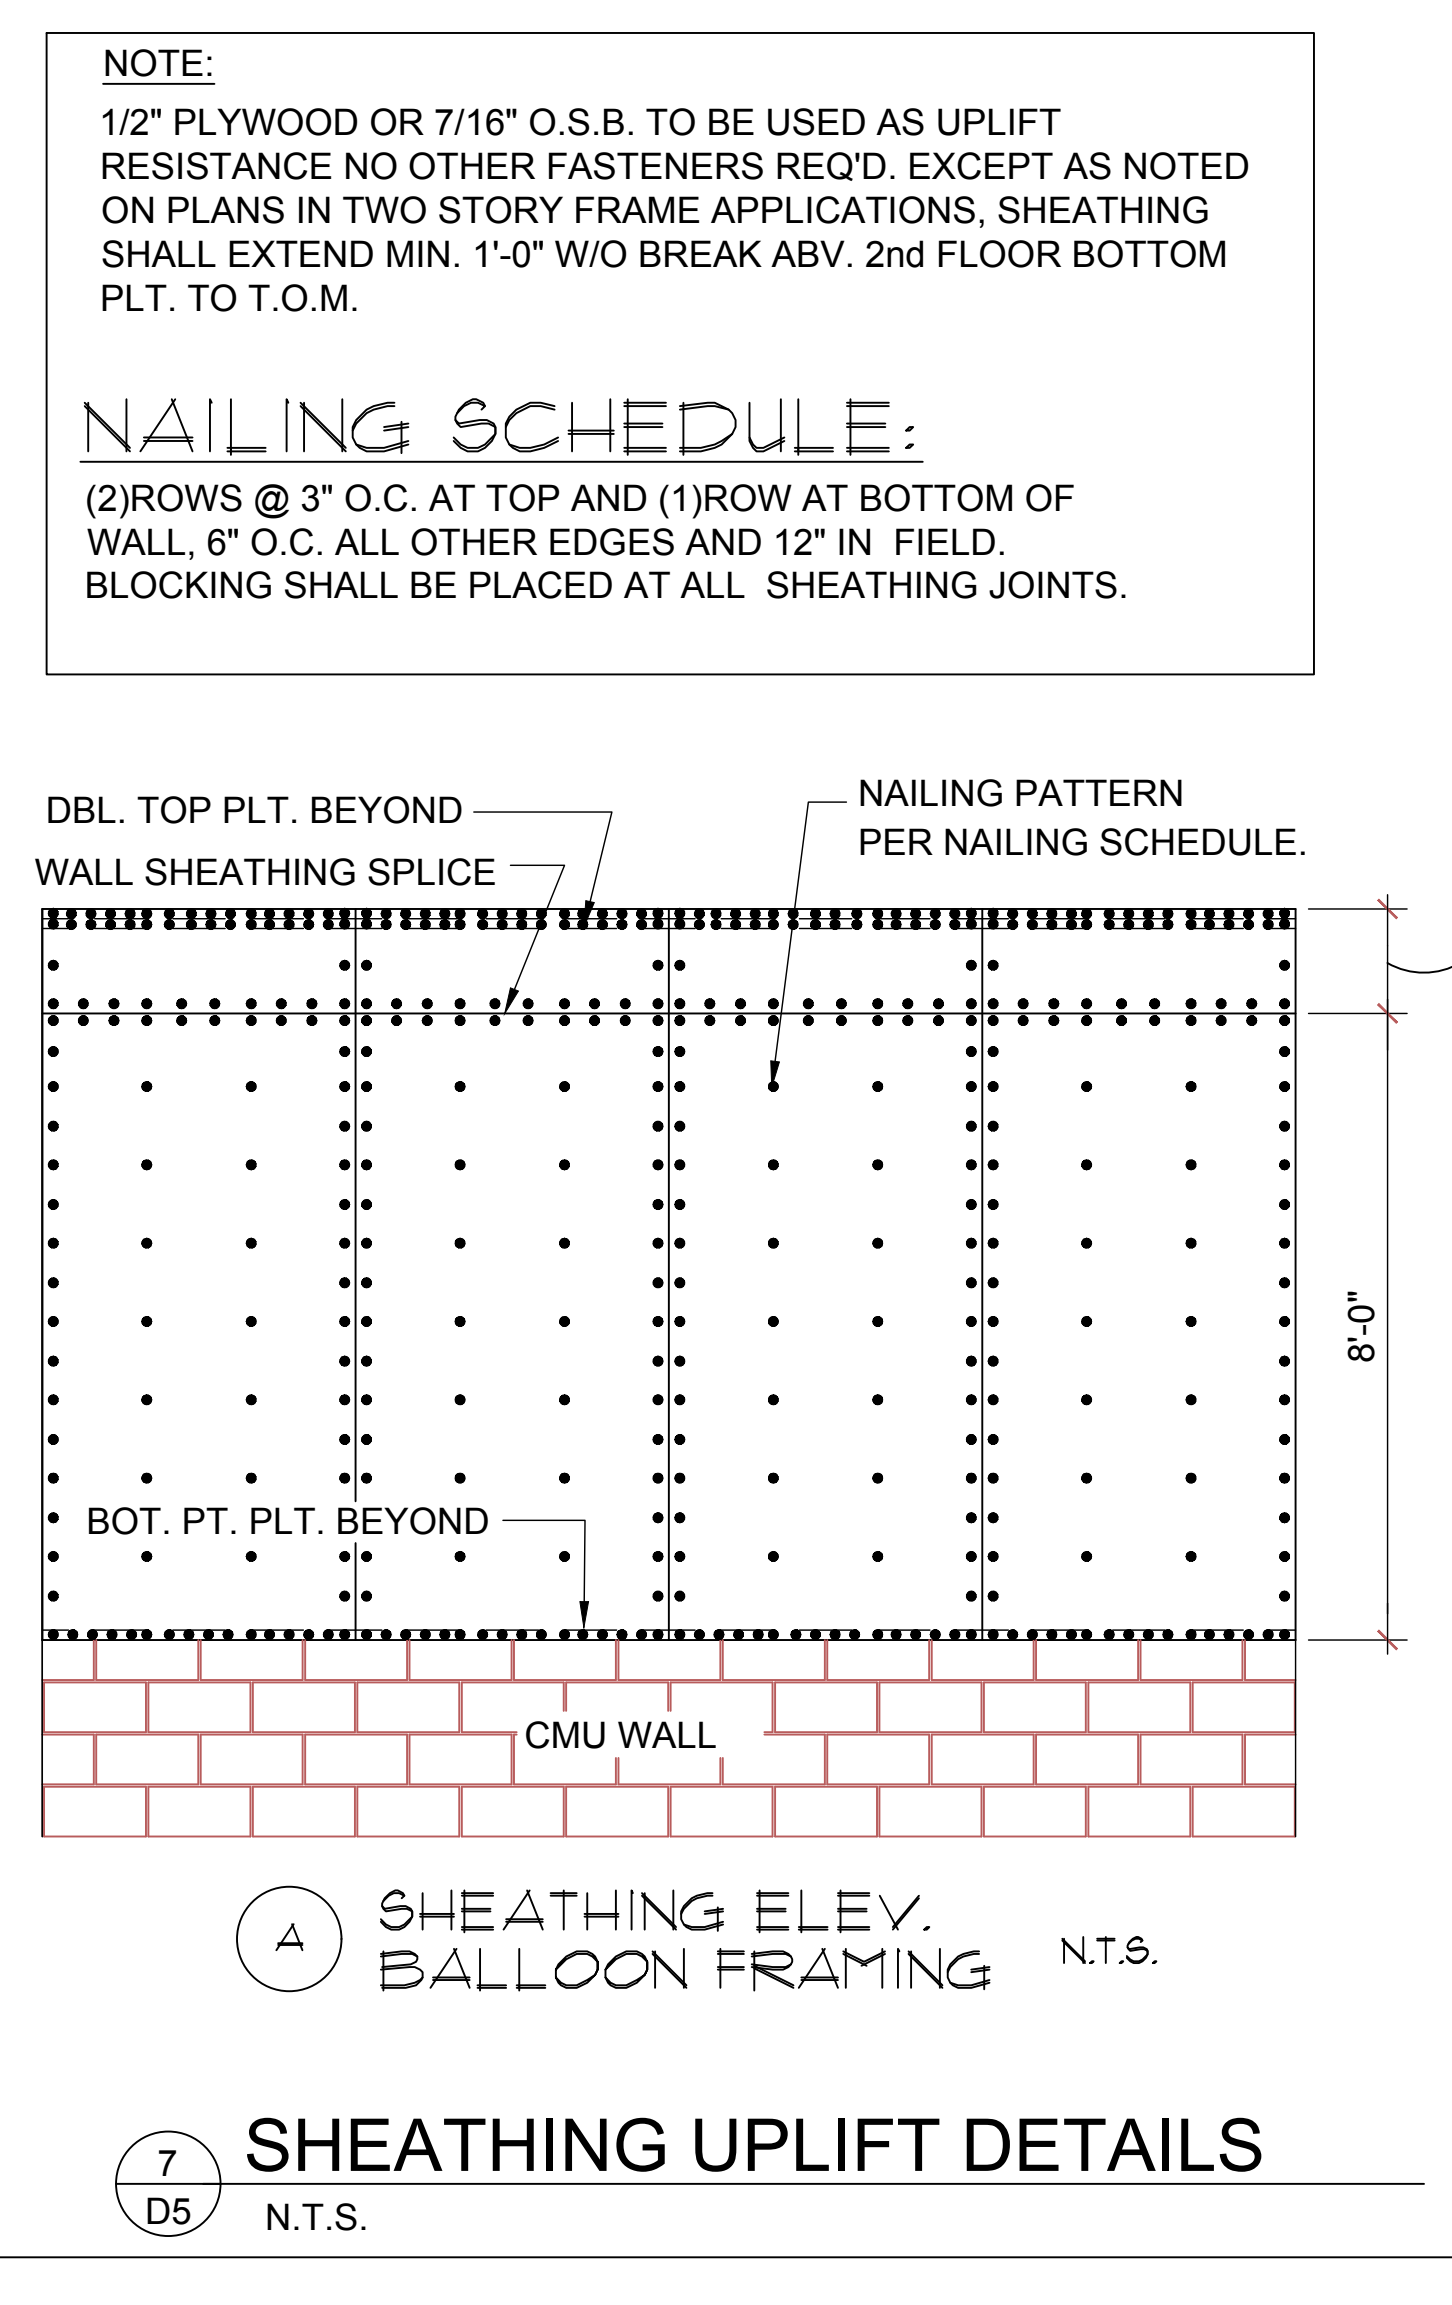 NOTE:
1/2" PLYWOOD OR 7/16" O.S.B. TO BE USED AS UPLIFT
RESISTANCE NO OTHER FASTENERS REQ'D. EXCEPT AS NOTED
ON PLANS IN TWO STORY FRAME APPLICATIONS, SHEATHING
SHALL EXTEND MIN. 1'-0" W/O BREAK ABV. 2nd FLOOR BOTTOM
PLT. TO T.O.M.
NAILING SCHEDULE:
(2)ROWS @ 3" O.C. AT TOP AND (1)ROW AT BOTTOM OF
WALL, 6" O.C. ALL OTHER EDGES AND 12" IN FIELD.
BLOCKING SHALL BE PLACED AT ALL SHEATHING JOINTS.
DBL. TOP PLT. BEYOND
NAILING PATTERN
PER NAILING SCHEDULE.
WALL SHEATHING SPLICE
8'-0"
BOT. PT. PLT. BEYOND
CMU WALL
A
SHEATHING ELEV.
BALLOON FRAMING
N.T.S.
7
D5
SHEATHING UPLIFT DETAILS
N.T.S.